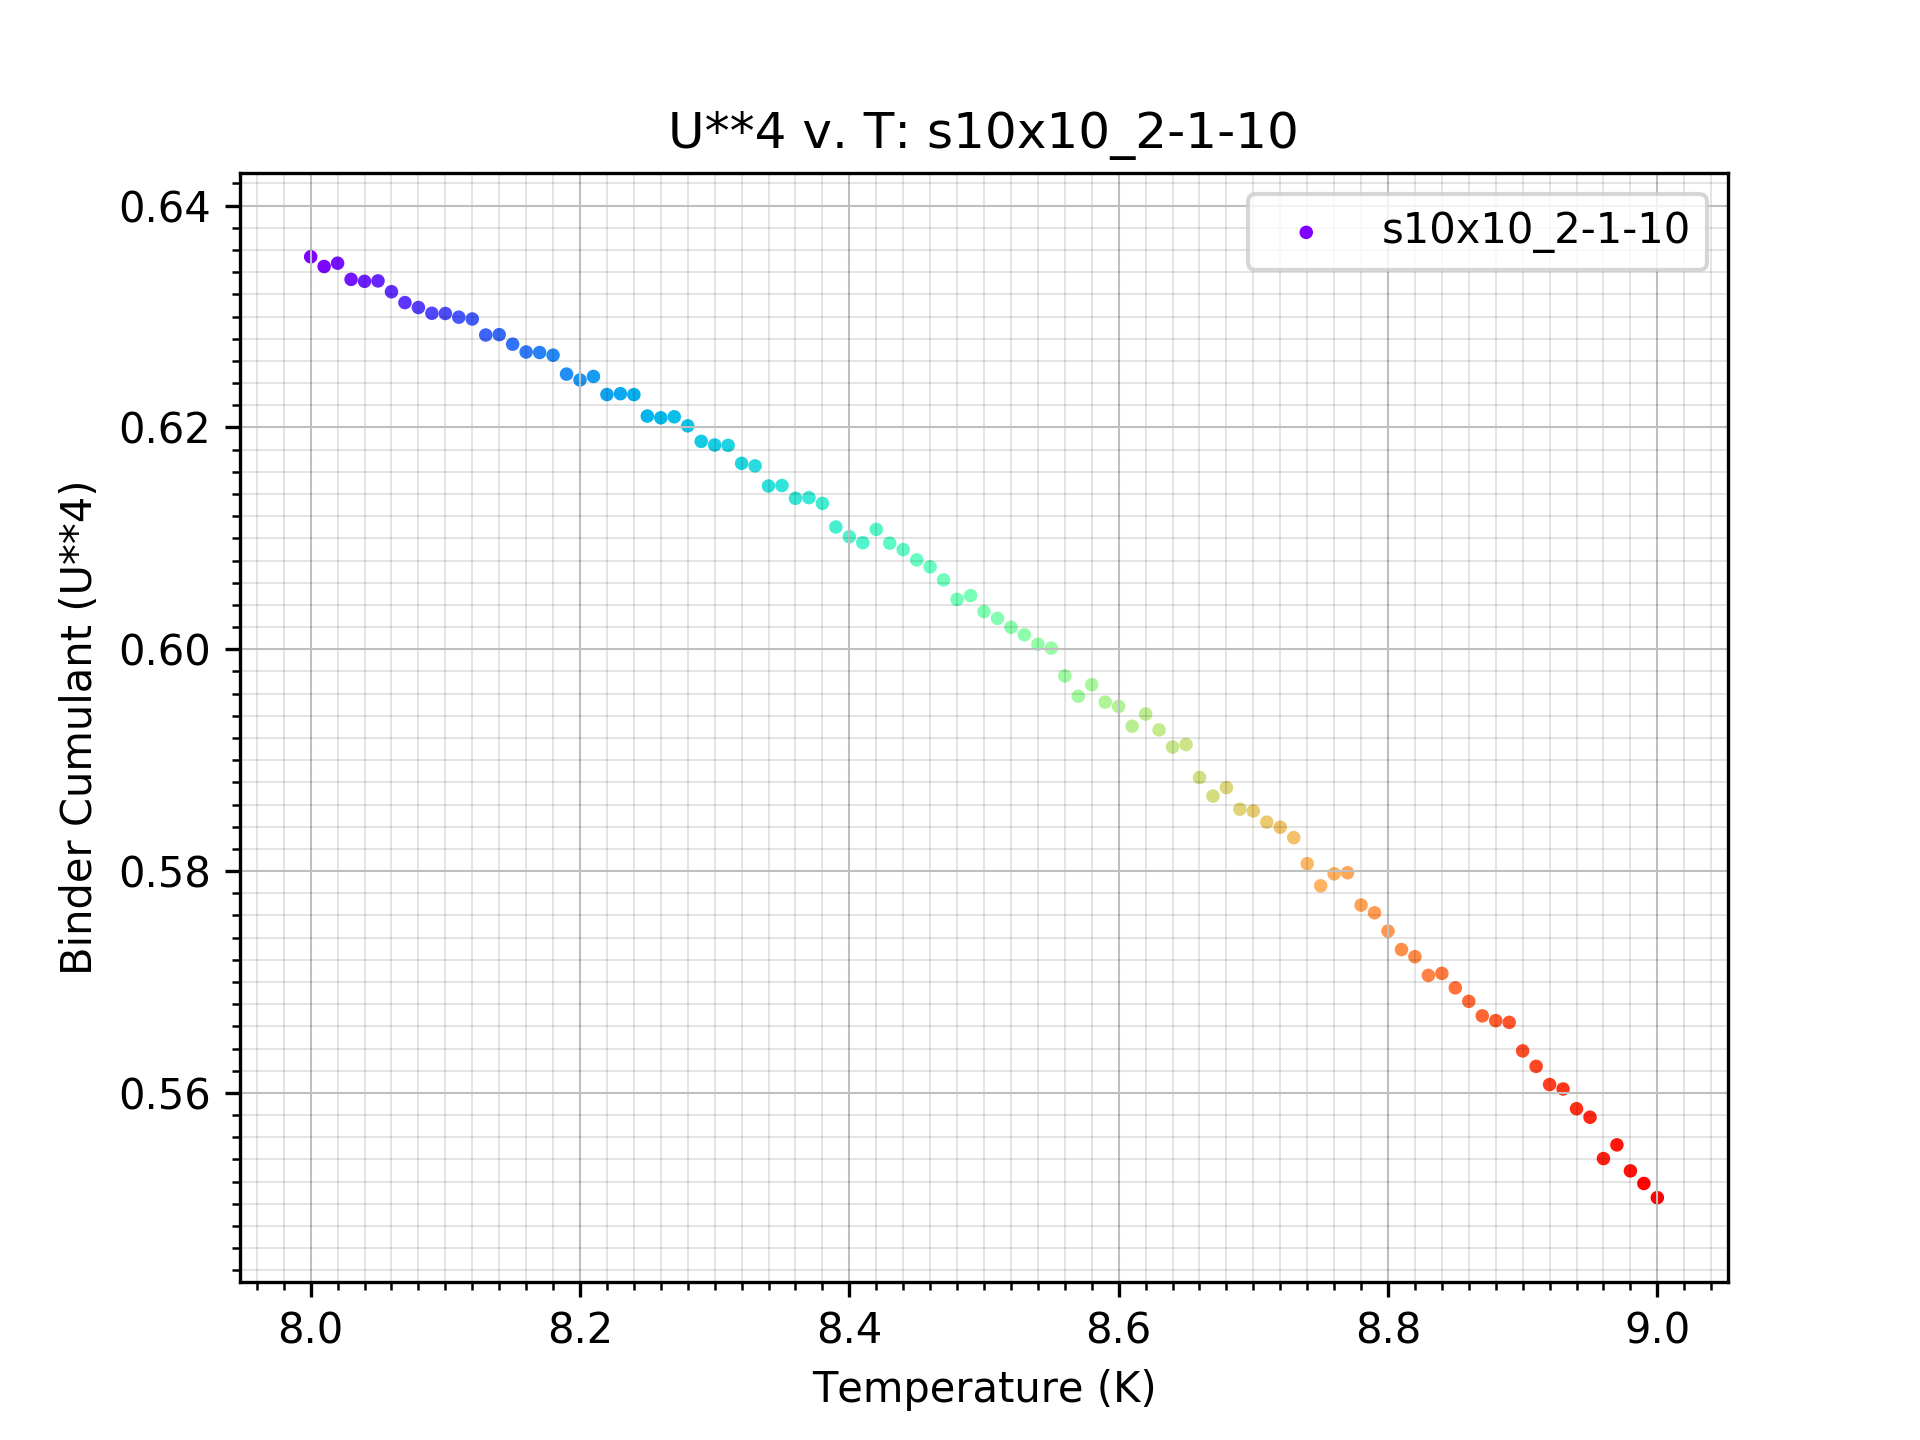 U**4 v. T: s10x10_2-1-10
s10x10_2-1-10
Binder Cumulant (U**4)
0.64
0.62
0.60
0.58
0.56
8.0 8.2 8.4 8.6 8.8 9.0
Temperature (K)